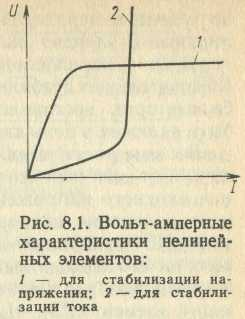 U
2
1
I
Рис. 8.1. Вольт-амперные
характеристики нелиней-
ных элементов:
1 — для стабилизации на-
пряжения; 2 — для стабили-
зации тока